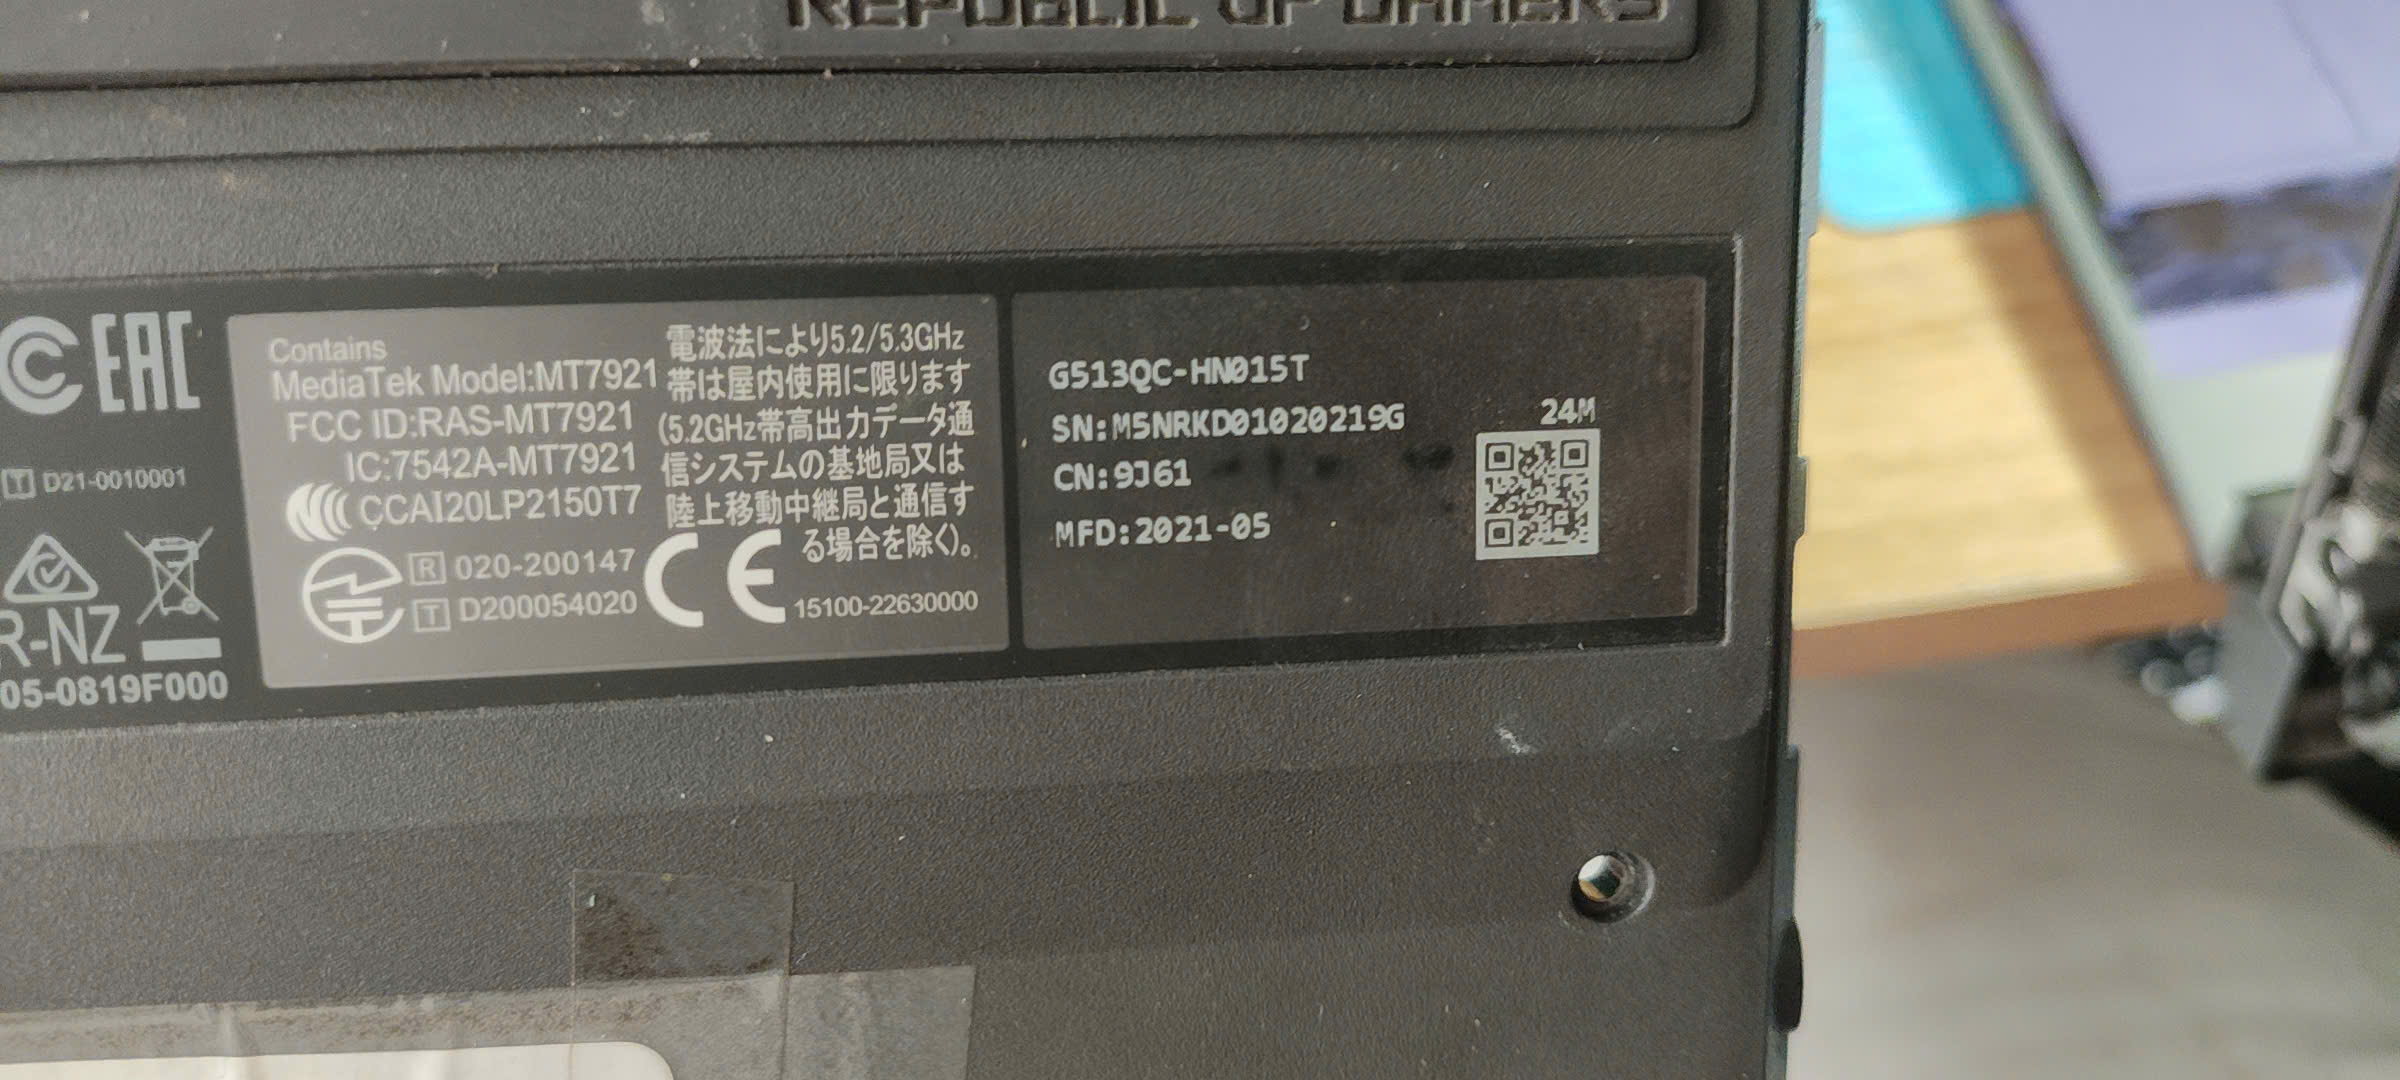 REPUBLIC OF GAMERS
EAC
D21-0010001
R-NZ
05-0819F000
Contains
MediaTek Model:MT7921
FCC ID:RAS-MT7921
IC:7542A-MT7921
CCAI20LP2150T7
R 020-200147
T D200054020
CE
電波法により5.2/5.3GHz
帯は屋内使用に限ります
(5.2GHz帯高出力データ通
信システムの基地局又は
陸上移動中継局と通信す
る場合を除く)。
15100-22630000
G513QC-HN015T
SN:M5NRKD01020219G
CN:9J61
MFD:2021-05
24M